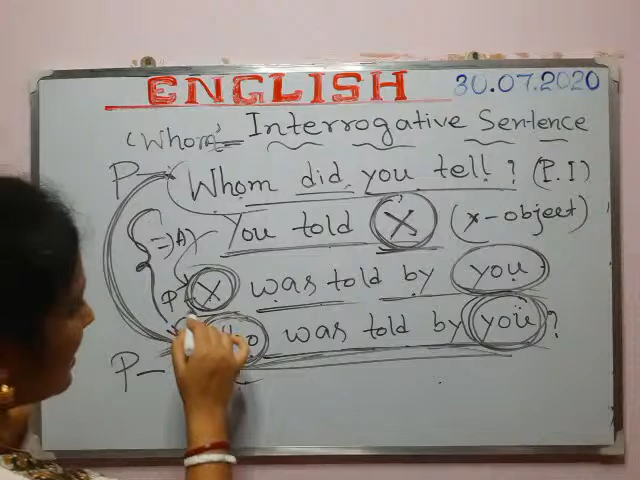 ENGLISH 30.07.2020
(Whom) Interrogative Sentence
P- Whom did you tell? (P.I)
A) You told X (x-object)
P- X was told by you
was told by you?
P-